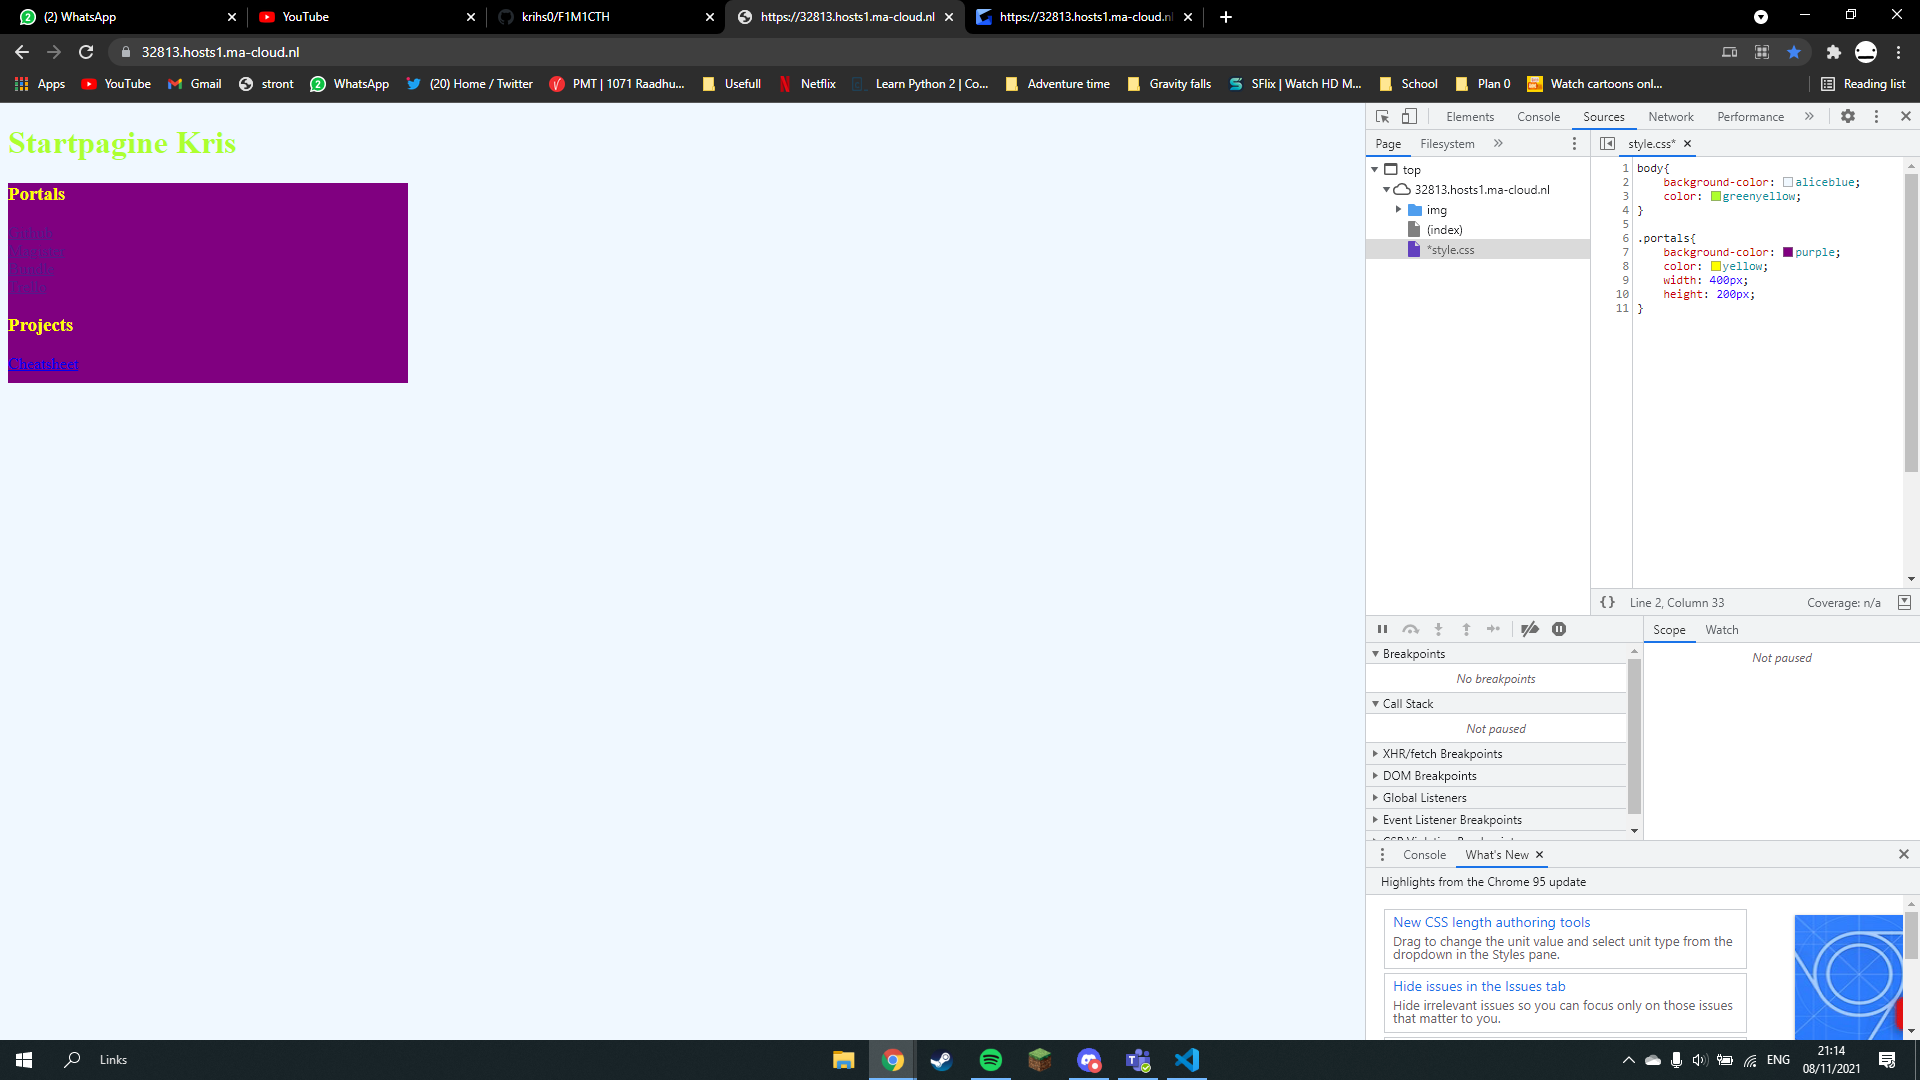 (2) WhatsApp
YouTube
krihs0/F1M1CTH
https://32813.hosts1.ma-cloud.nl
https://32813.hosts1.ma-cloud.nl
32813.hosts1.ma-cloud.nl
Apps
YouTube
Gmail
stront
WhatsApp
(20) Home / Twitter
PMT | 1071 Raadhu...
Usefull
Netflix
Learn Python 2 | Co...
Adventure time
Gravity falls
SFlix | Watch HD M...
School
Plan 0
Watch cartoons onl...
Reading list
Startpagine Kris
Portals
Projects
Cheatsheet
Elements
Console
Sources
Network
Performance
Page
Filesystem
style.css*
top
32813.hosts1.ma-cloud.nl
img
(index)
*style.css
1 body{
2 background-color: aliceblue;
3 color: greenyellow;
4 }
5
6 .portals{
7 background-color: purple;
8 color: yellow;
9 width: 400px;
10 height: 200px;
11 }
{} Line 2, Column 33
Coverage: n/a
Breakpoints
No breakpoints
Call Stack
Not paused
XHR/fetch Breakpoints
DOM Breakpoints
Global Listeners
Event Listener Breakpoints
Scope
Watch
Not paused
Console
What's New
Highlights from the Chrome 95 update
New CSS length authoring tools
Drag to change the unit value and select unit type from the
dropdown in the Styles pane.
Hide issues in the Issues tab
Hide irrelevant issues so you can focus only on those issues
that matter to you.
Links
ENG
21:14
08/11/2021